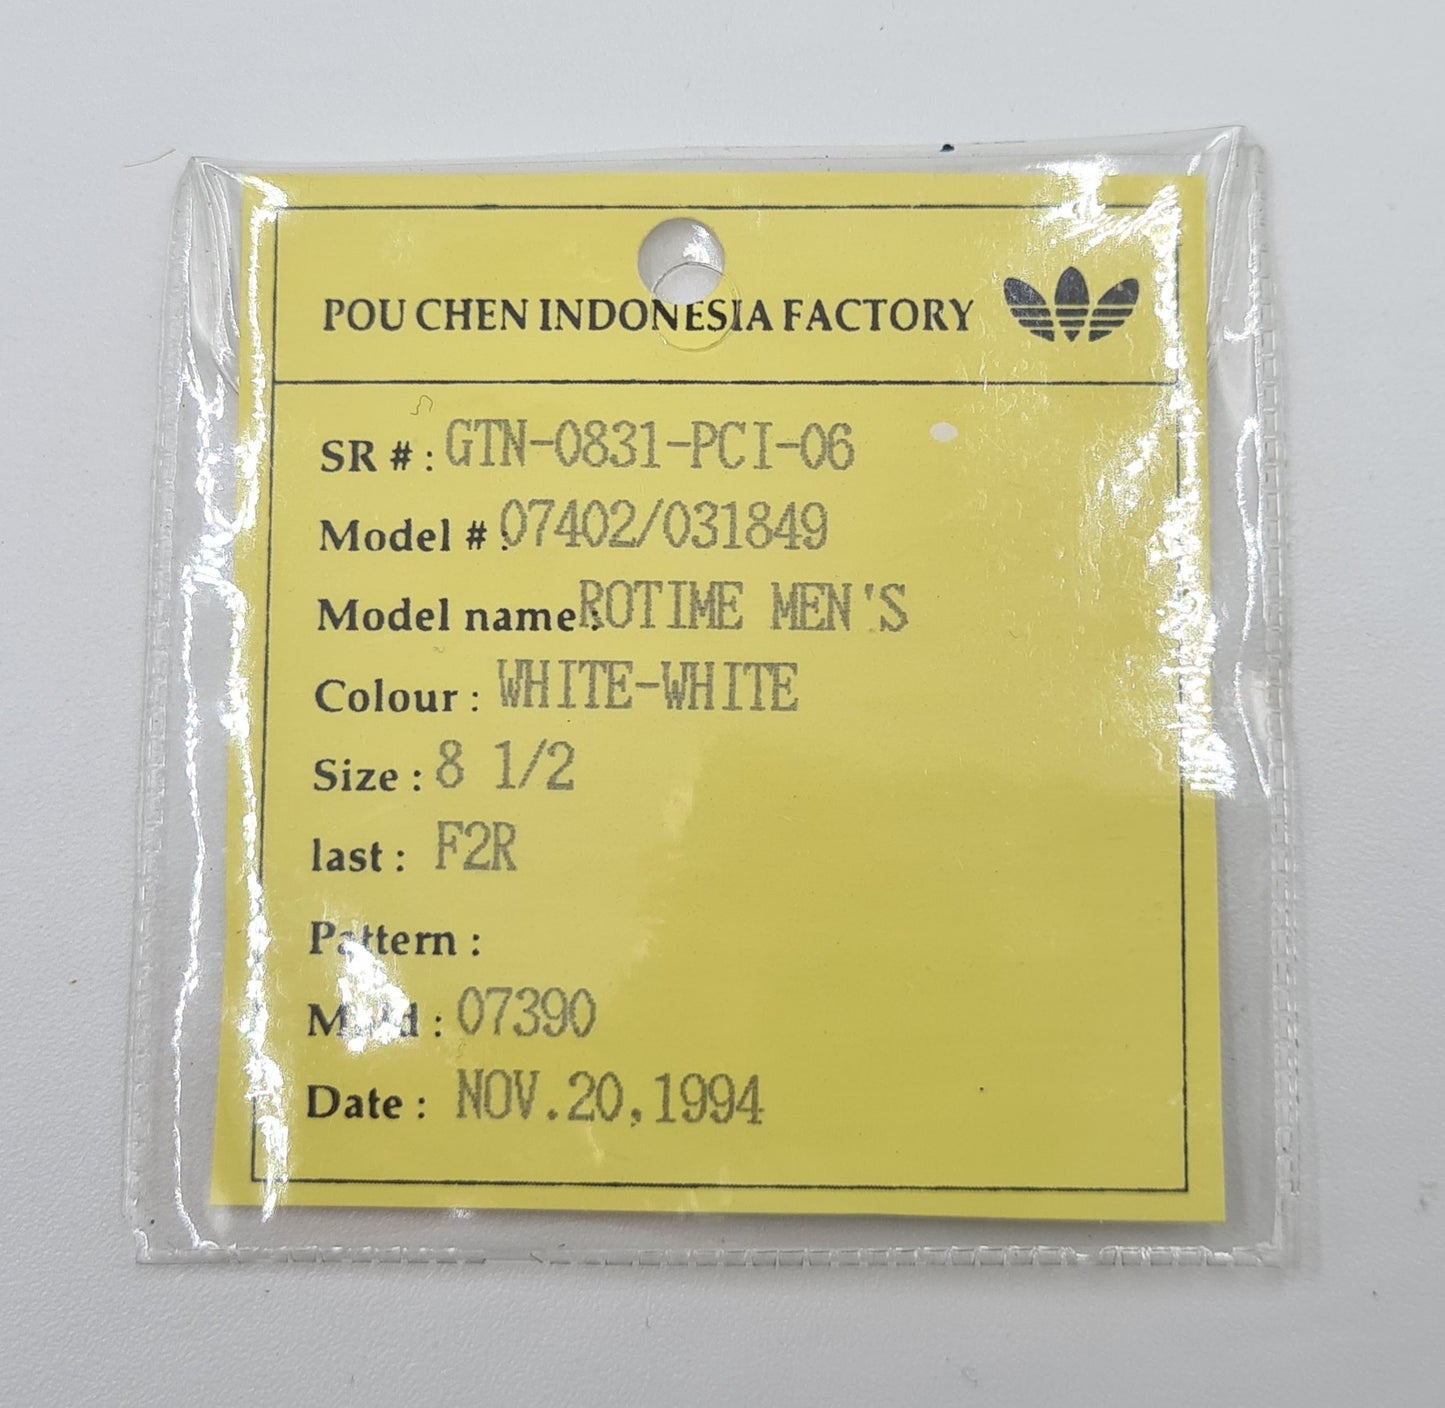 POU CHEN INDONESIA FACTORY
SR # : GTN-0831-PCI-06
Model # : 07402/031849
Model name: ROTIME MEN'S
Colour : WHITE-WHITE
Size : 8 1/2
last : F2R
Pattern :
Mold : 07390
Date : NOV.20,1994